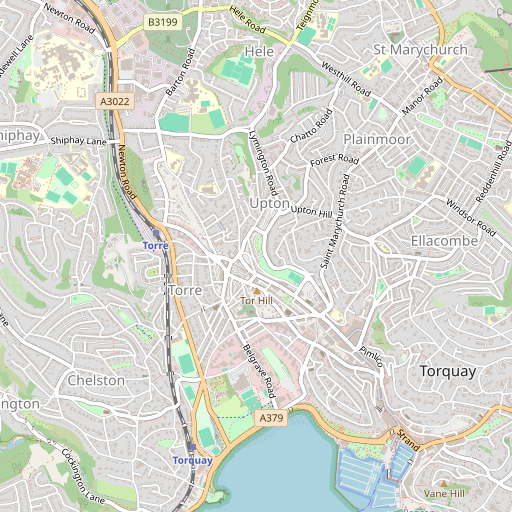 Newton Road
B3199
Hele Road
Teignm
Hele
St Marychurch
Westhill Road
Barton Road
Manor Road
A3022
Chatto Road
Plainmoor
Shiphay Lane
Lymington Road
Forest Road
Newton Road
Reddenhill Road
Upton
Upton Hill
Saint Marychurch Road
Windsor Road
Torre
Ellacombe
Torre
Tor Hill
Belgrave Road
Pimlico
Torquay
Chelston
A379
Strand
Torquay
Cockington Lane
Vane Hill